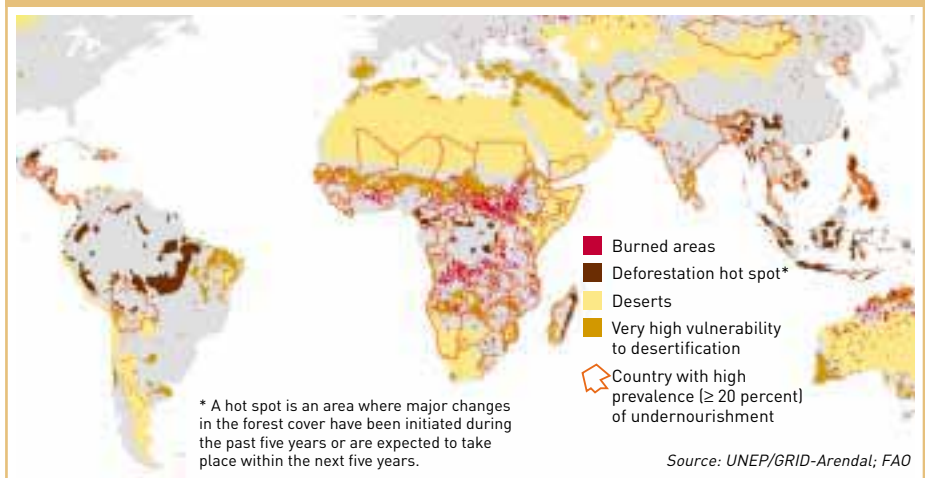 Burned areas
Deforestation hot spot*
Deserts
Very high vulnerability
to desertification
Country with high
prevalence (≥ 20 percent)
of undernourishment
* A hot spot is an area where major changes
in the forest cover have been initiated during
the past five years or are expected to take
place within the next five years.
Source: UNEP/GRID-Arendal; FAO